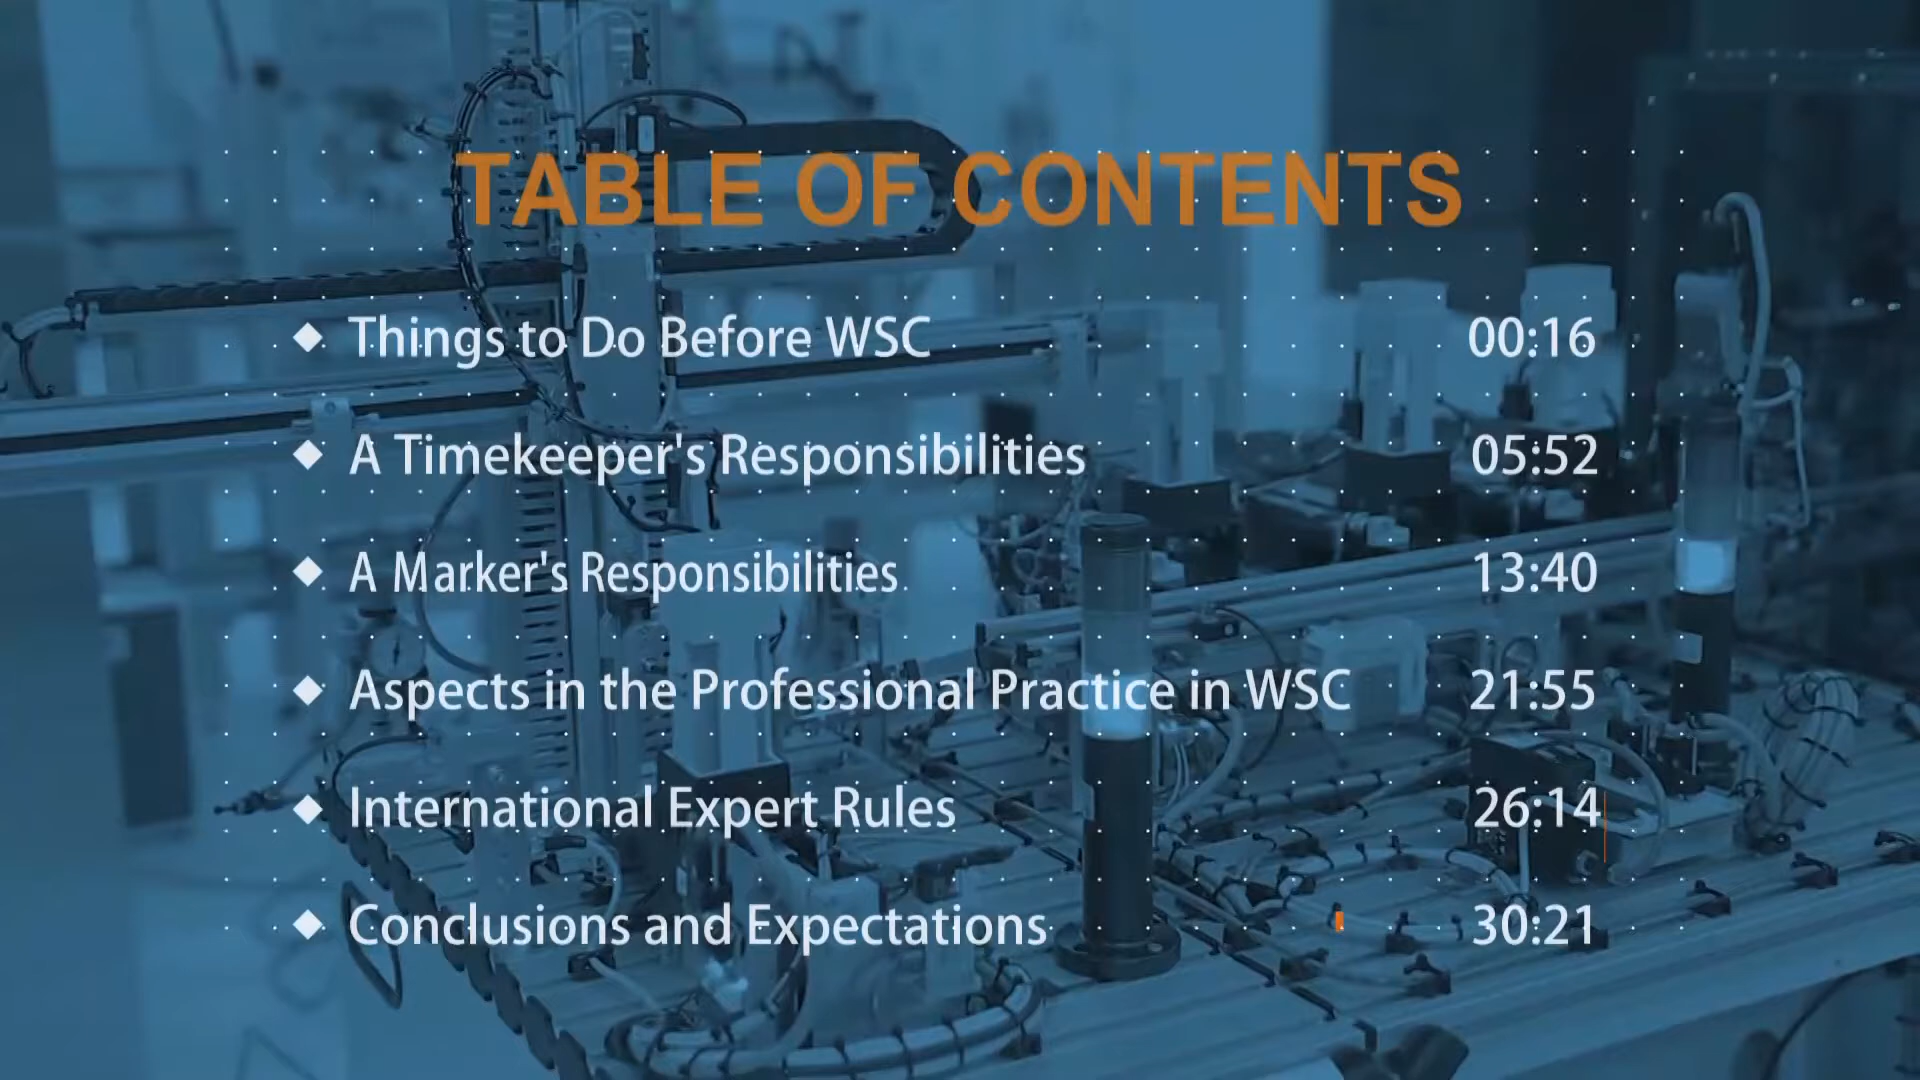 TABLE OF CONTENTS
◆ Things to Do Before WSC 00:16
◆ A Timekeeper's Responsibilities 05:52
◆ A Marker's Responsibilities 13:40
◆ Aspects in the Professional Practice in WSC 21:55
◆ International Expert Rules 26:14
◆ Conclusions and Expectations 30:21